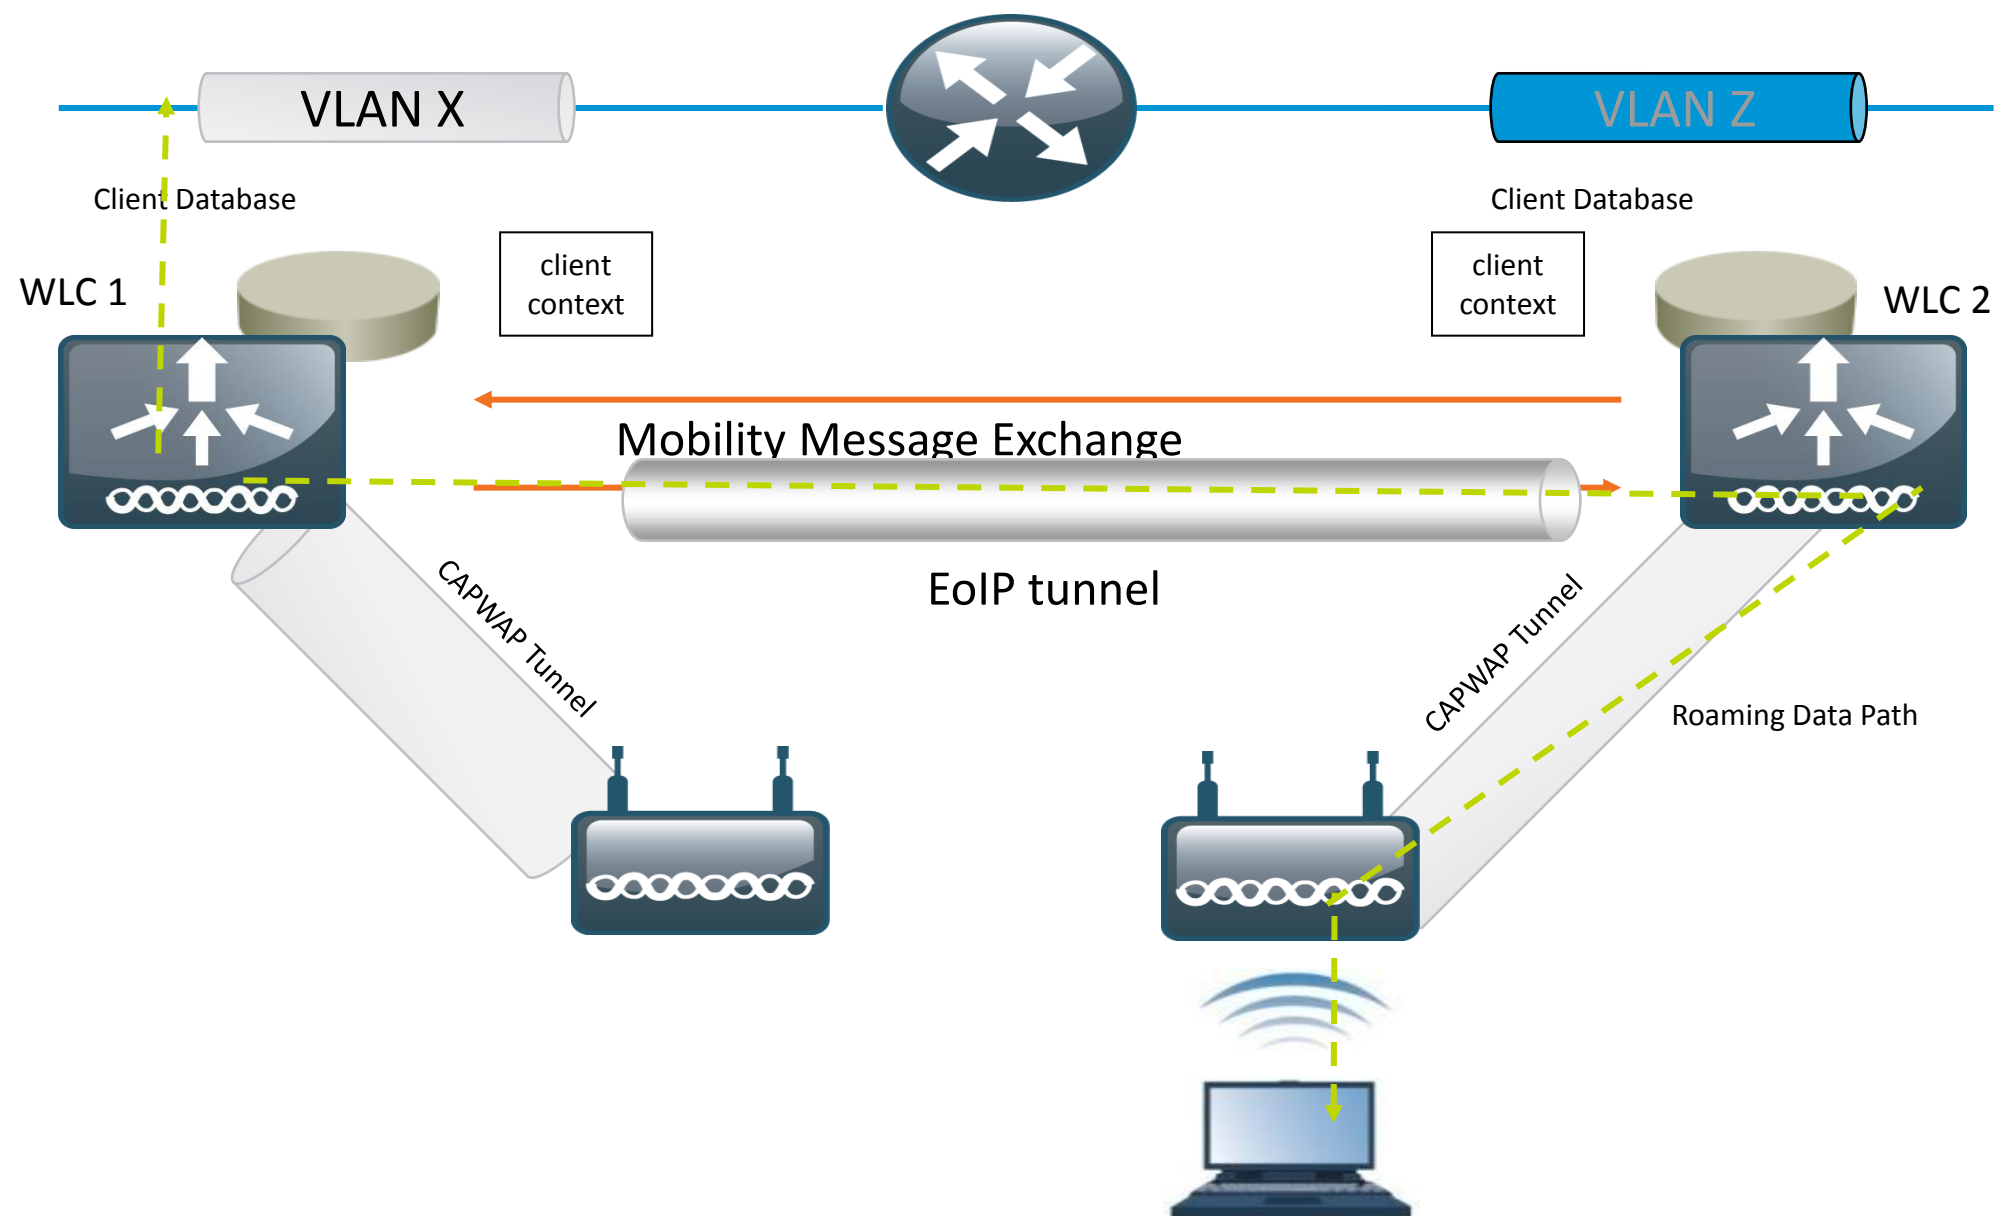 VLAN X
VLAN Z
Client Database
Client Database
client
context
client
context
WLC 1
WLC 2
Mobility Message Exchange
EoIP tunnel
CAPWAP Tunnel
CAPWAP Tunnel
Roaming Data Path